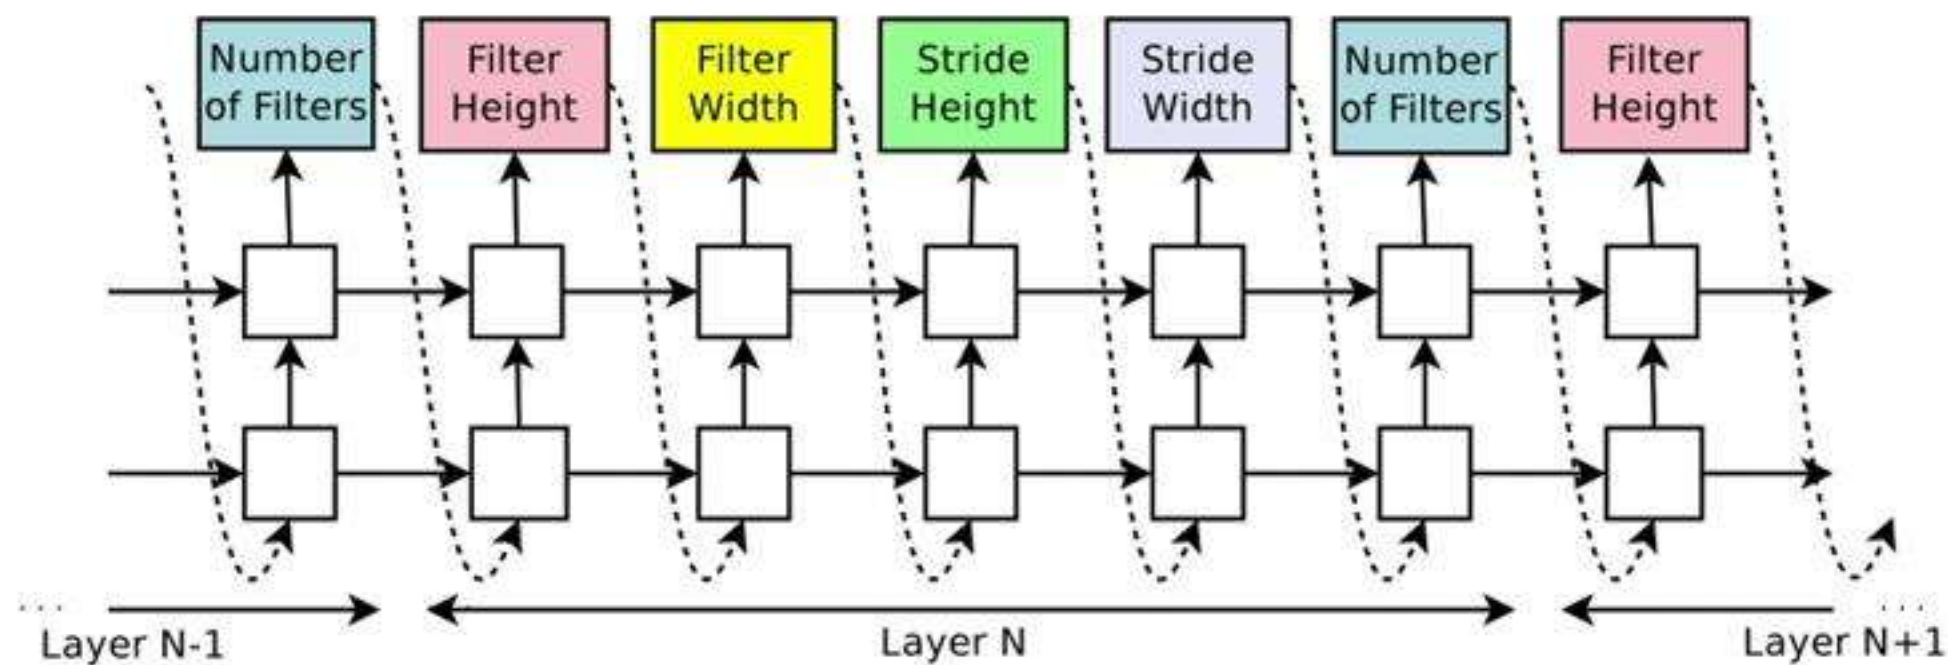 Number
of Filters
Filter
Height
Filter
Width
Stride
Height
Stride
Width
Number
of Filters
Filter
Height
...
Layer N-1
Layer N
...
Layer N+1